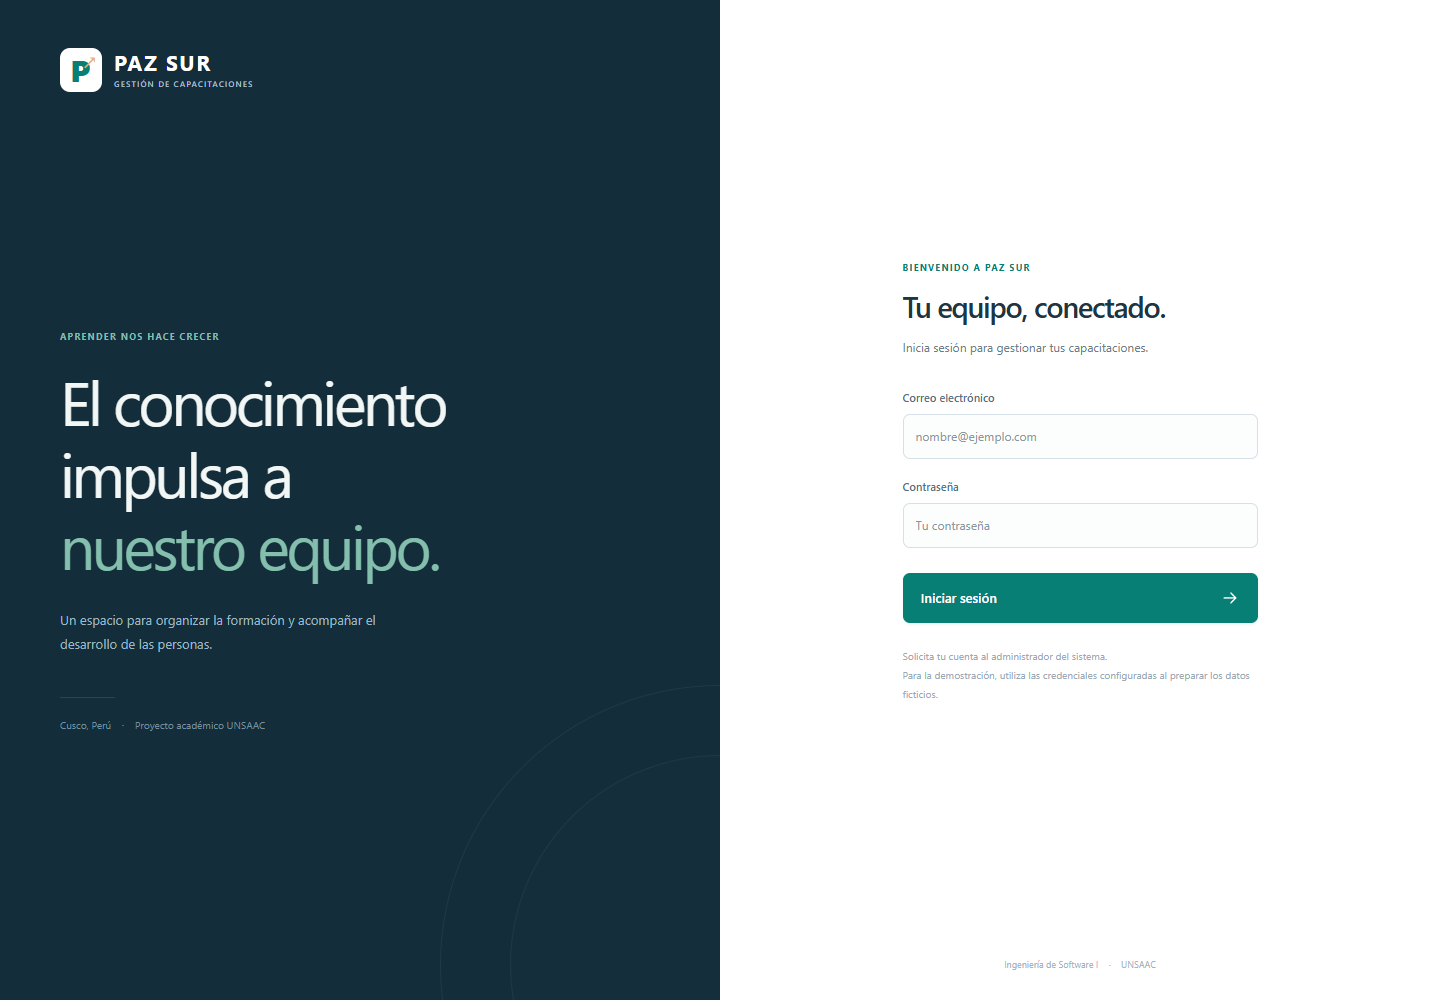 P
PAZ SUR
GESTIÓN DE CAPACITACIONES
APRENDER NOS HACE CRECER
El conocimiento
impulsa a
nuestro equipo.
Un espacio para organizar la formación y acompañar el
desarrollo de las personas.
Cusco, Perú · Proyecto académico UNSAAC
BIENVENIDO A PAZ SUR
Tu equipo, conectado.
Inicia sesión para gestionar tus capacitaciones.
Correo electrónico
nombre@ejemplo.com
Contraseña
Tu contraseña
Iniciar sesión →
Solicita tu cuenta al administrador del sistema.
Para la demostración, utiliza las credenciales configuradas al preparar los datos
ficticios.
Ingeniería de Software I · UNSAAC